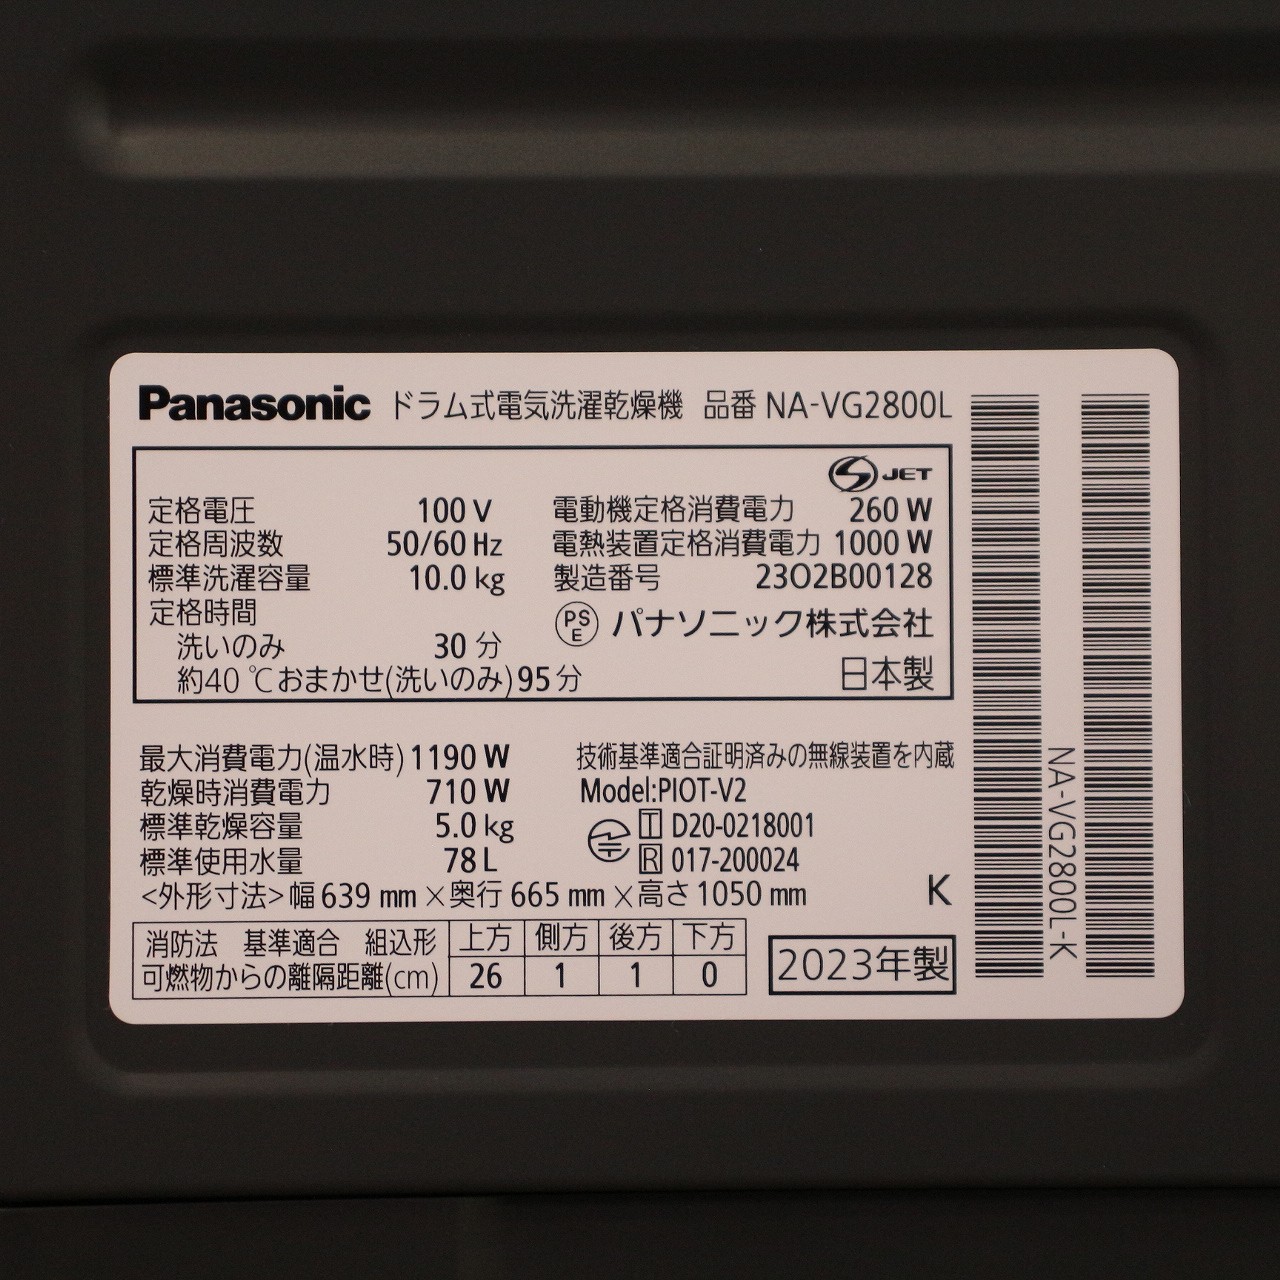 Panasonic ドラム式電気洗濯乾燥機 品番 NA-VG2800L
S JET
定格電圧 100 V 電動機定格消費電力 260 W
定格周波数 50/60 Hz 電熱装置定格消費電力 1000 W
標準洗濯容量 10.0 kg 製造番号 23O2B00128
定格時間
PS E パナソニック株式会社
洗いのみ 30 分
約40℃おまかせ(洗いのみ) 95分
日本製
最大消費電力(温水時) 1190 W 技術基準適合証明済みの無線装置を内蔵
乾燥時消費電力 710 W Model:PIOT-V2
標準乾燥容量 5.0 kg T D20-0218001
標準使用水量 78 L R 017-200024
<外形寸法>幅 639 mm ×奥行 665 mm ×高さ 1050 mm K
消防法 基準適合 組込形 上方 側方 後方 下方
可燃物からの離隔距離(cm) 26 1 1 0
2023年製
NA-VG2800L-K